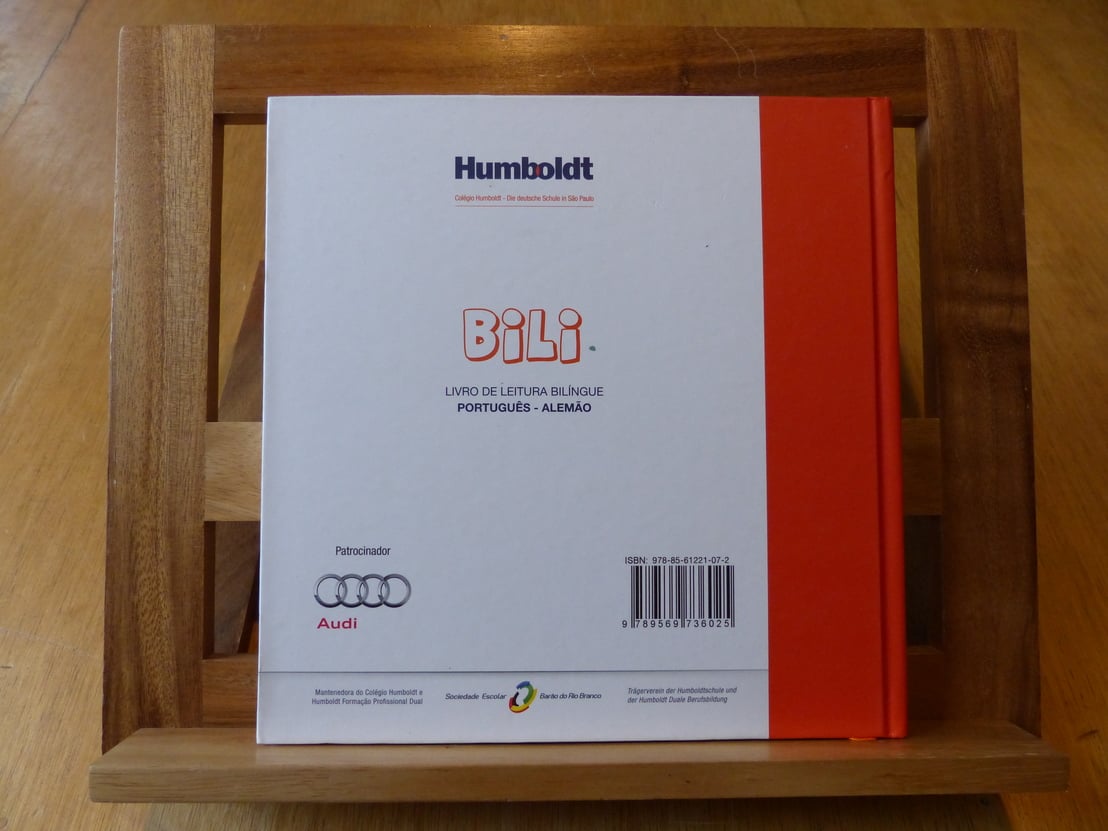 Humboldt
Colégio Humboldt - Die deutsche Schule in São Paulo
BiLi
LIVRO DE LEITURA BILÍNGUE
PORTUGUÊS - ALEMÃO
Patrocinador
Audi
ISBN: 978-85-61221-07-2
9 789569 736025
Mantenedora do Colégio Humboldt e
Humboldt Formação Profissional Dual
Sociedade Escolar Barão do Rio Branco
Trägerverein der Humboldtschule und
der Humboldt Duale Berufsbildung